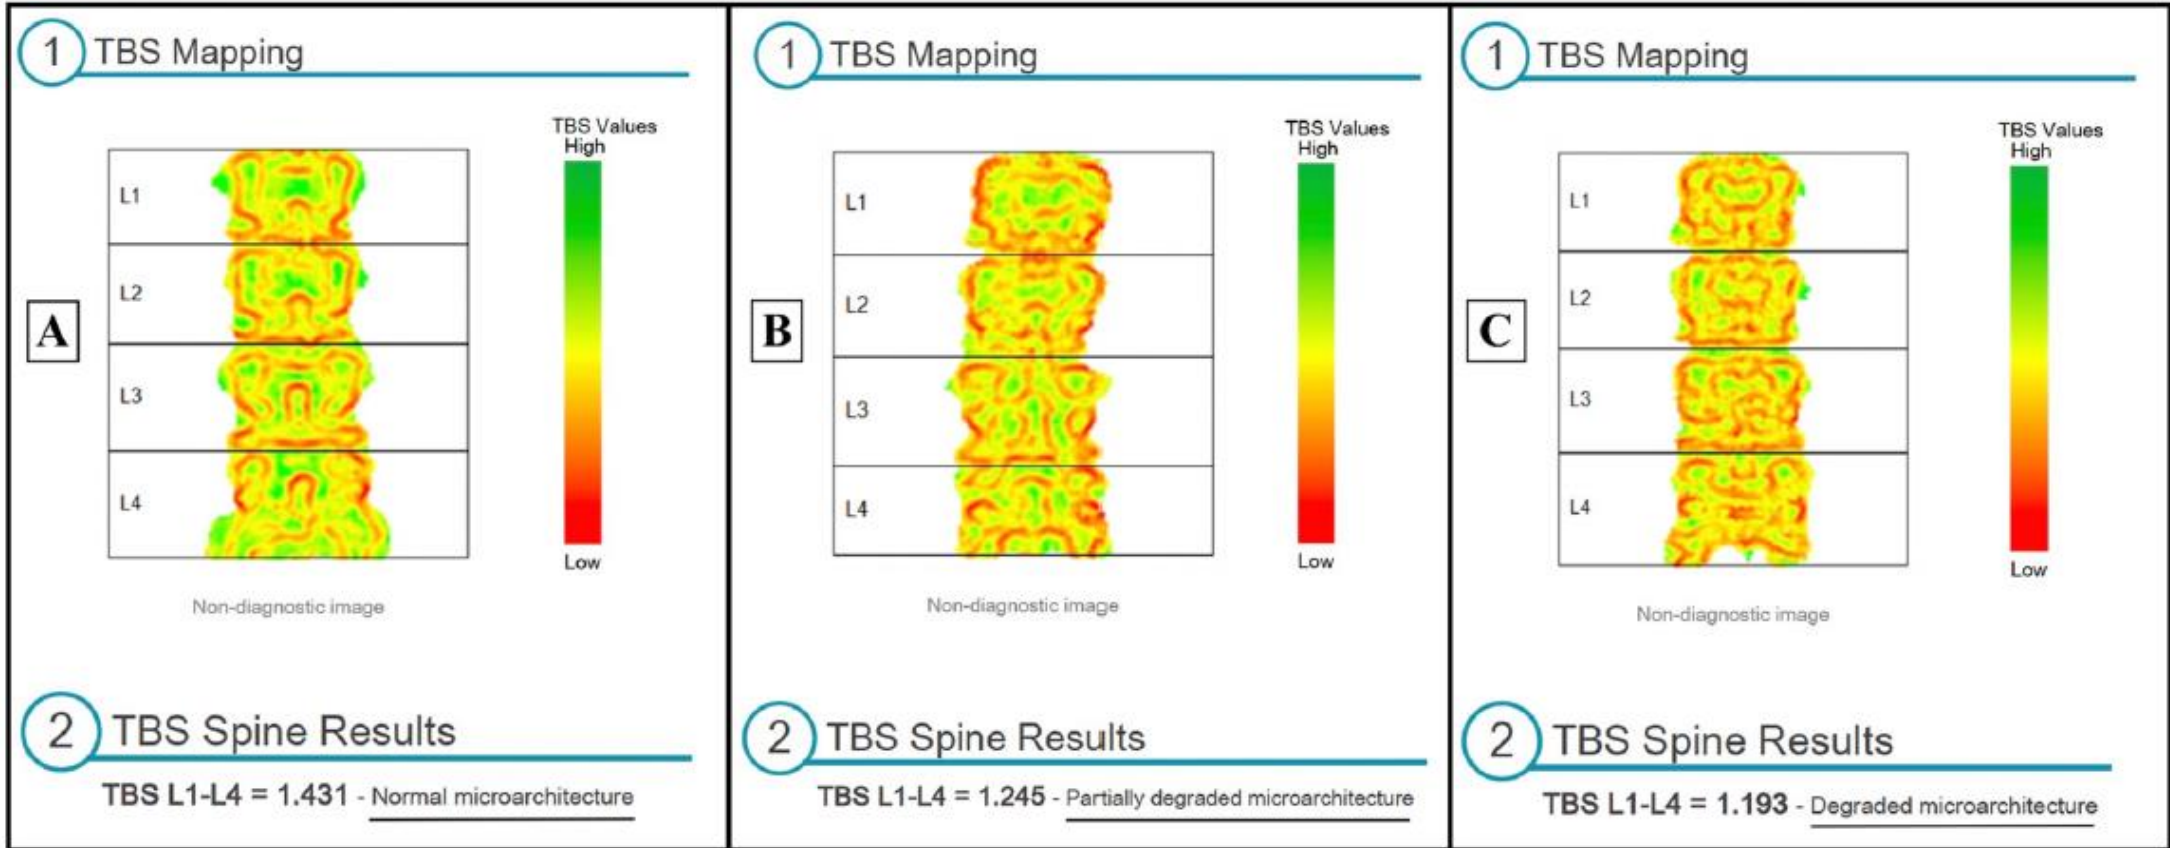 1 TBS Mapping
TBS Values
High
L1
L2
A
L3
L4
Low
Non-diagnostic image
2 TBS Spine Results
TBS L1-L4 = 1.431 - Normal microarchitecture
1 TBS Mapping
TBS Values
High
L1
L2
B
L3
L4
Low
Non-diagnostic image
2 TBS Spine Results
TBS L1-L4 = 1.245 - Partially degraded microarchitecture
1 TBS Mapping
TBS Values
High
L1
L2
C
L3
L4
Low
Non-diagnostic image
2 TBS Spine Results
TBS L1-L4 = 1.193 - Degraded microarchitecture